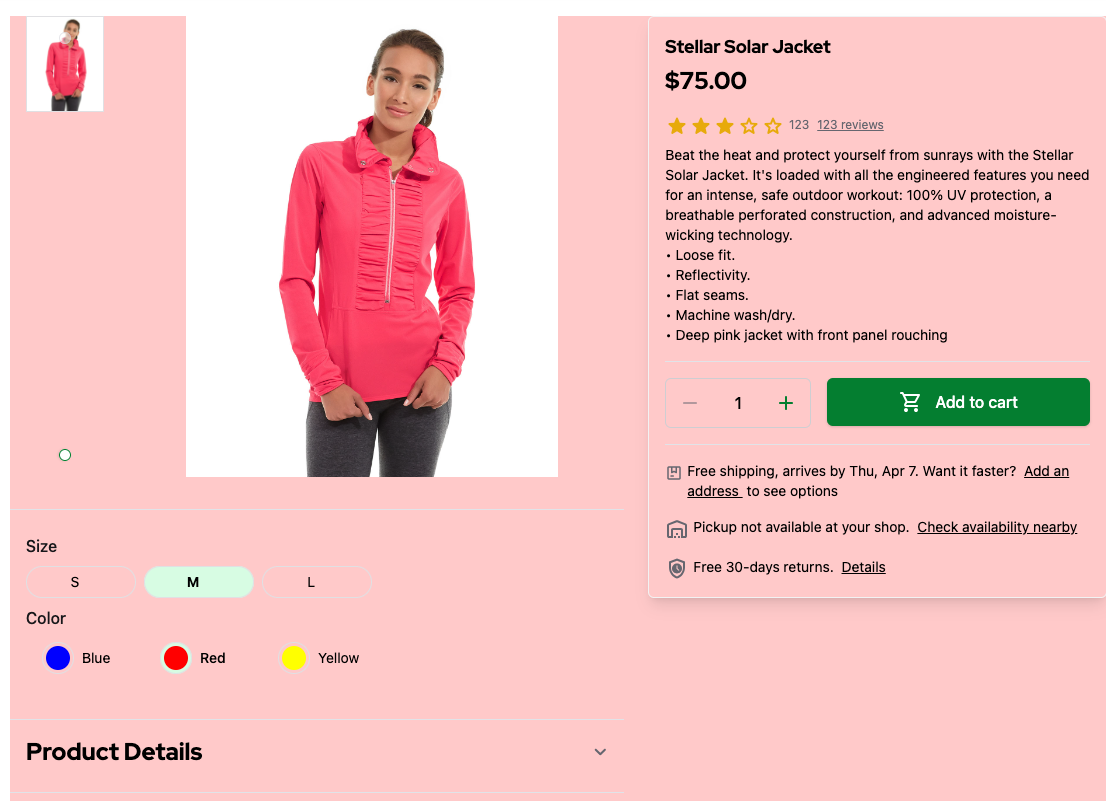 Stellar Solar Jacket
$75.00
123 123 reviews
Beat the heat and protect yourself from sunrays with the Stellar
Solar Jacket. It's loaded with all the engineered features you need
for an intense, safe outdoor workout: 100% UV protection, a
breathable perforated construction, and advanced moisture-
wicking technology.
• Loose fit.
• Reflectivity.
• Flat seams.
• Machine wash/dry.
• Deep pink jacket with front panel rouching
1
Add to cart
Free shipping, arrives by Thu, Apr 7. Want it faster? Add an
address to see options
Pickup not available at your shop. Check availability nearby
Free 30-days returns. Details
Size
S M L
Color
Blue Red Yellow
Product Details